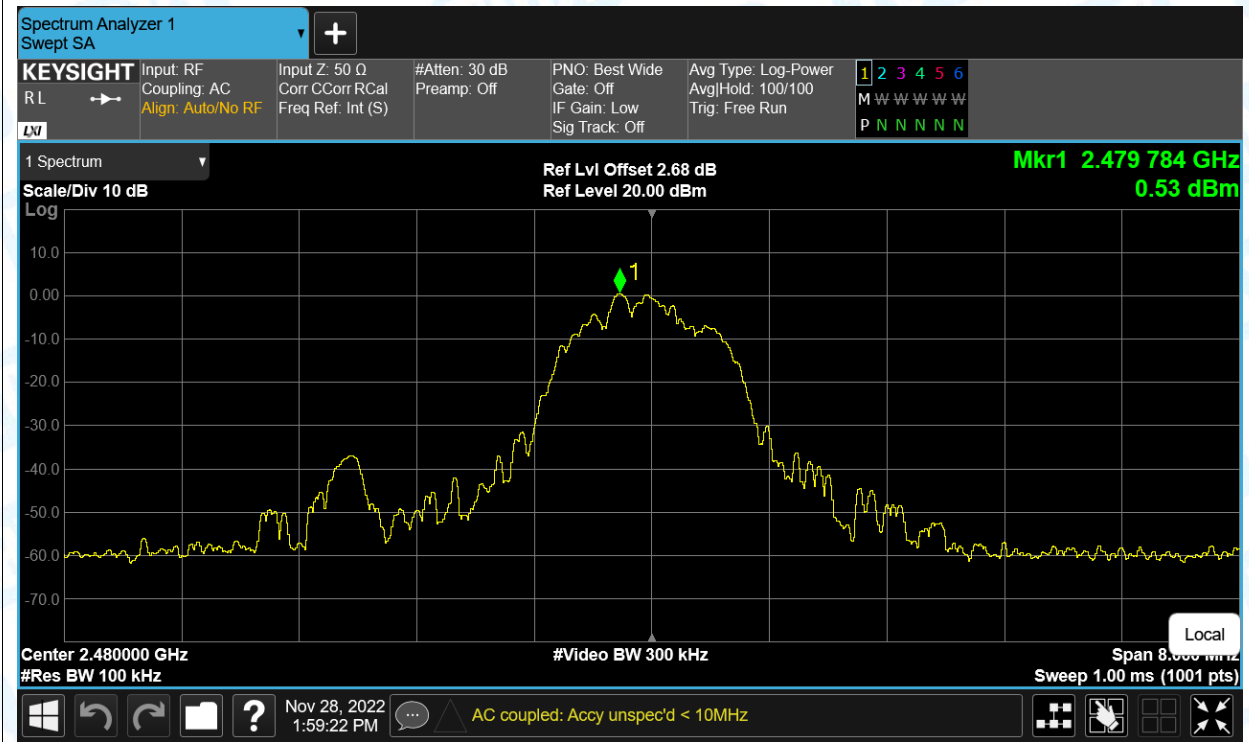 Spectrum Analyzer 1
Swept SA
KEYSIGHT
R L
LXI
Input: RF
Coupling: AC
Align: Auto/No RF
Input Z: 50 Ω
Corr CCorr RCal
Freq Ref: Int (S)
#Atten: 30 dB
Preamp: Off
PNO: Best Wide
Gate: Off
IF Gain: Low
Sig Track: Off
Avg Type: Log-Power
Avg|Hold: 100/100
Trig: Free Run
1 2 3 4 5 6
M W W W W W W
P N N N N N N
1 Spectrum
Scale/Div 10 dB
Log
Ref Lvl Offset 2.68 dB
Ref Level 20.00 dBm
Mkr1 2.479 784 GHz
0.53 dBm
10.0
1
0.00
-10.0
-20.0
-30.0
-40.0
-50.0
-60.0
-70.0
Local
Center 2.480000 GHz
#Video BW 300 kHz
Span 8.000 MHz
#Res BW 100 kHz
Sweep 1.00 ms (1001 pts)
?
Nov 28, 2022
1:59:22 PM
AC coupled: Accy unspec'd < 10MHz